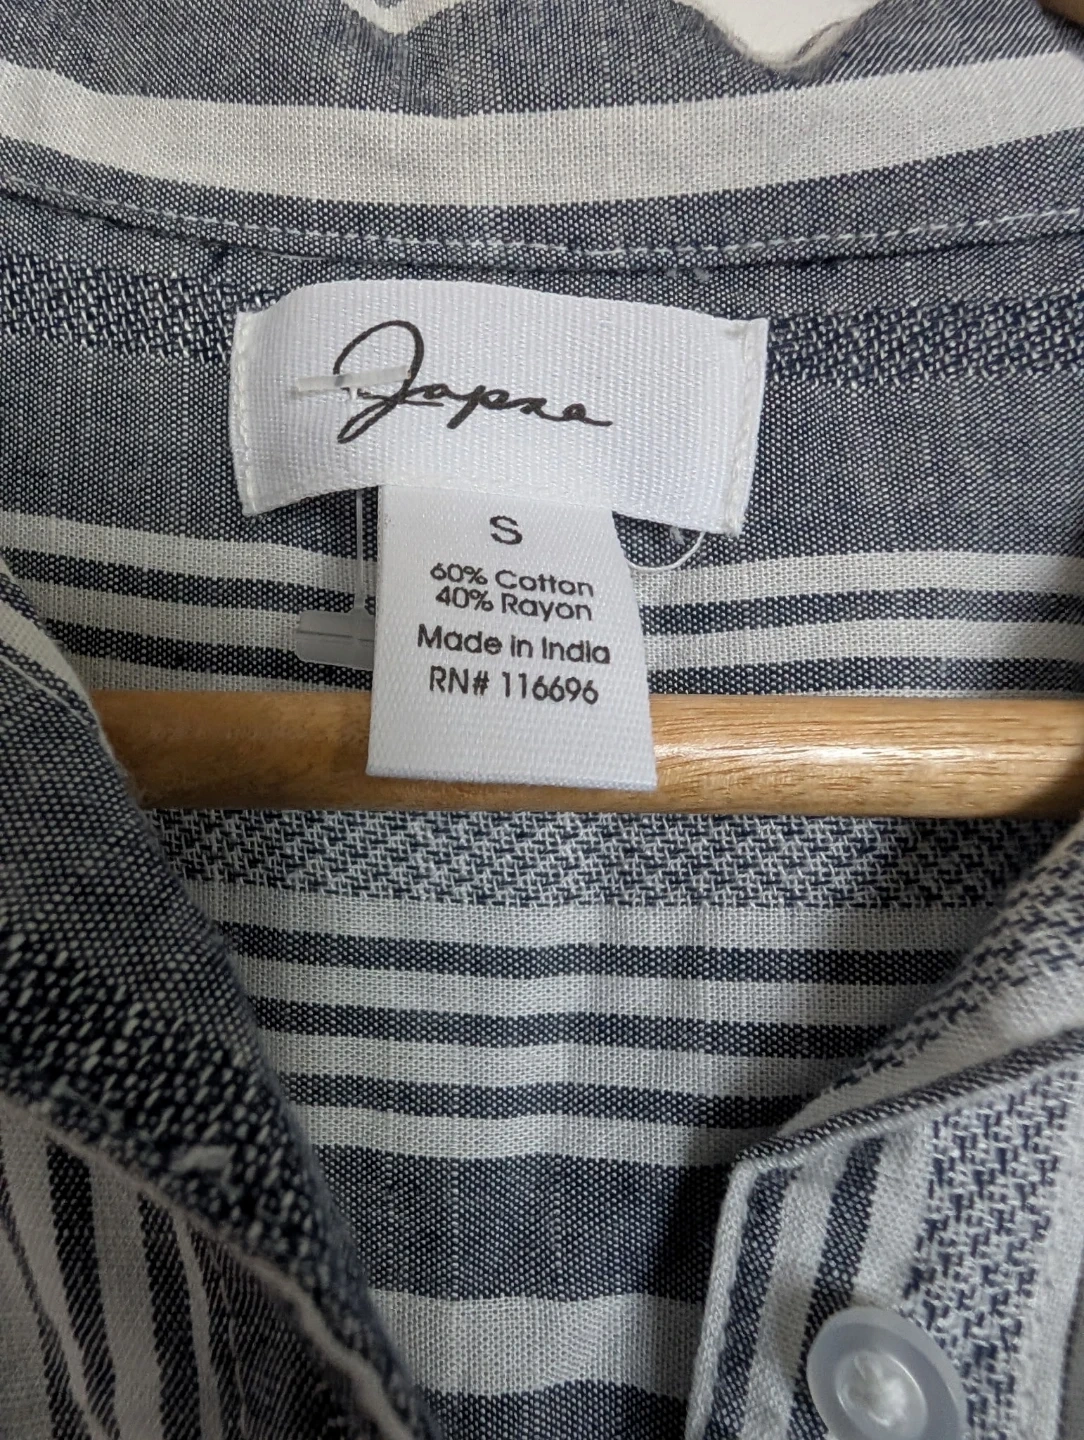 Japna
S
60% Cotton
40% Rayon
Made in India
RN# 116696